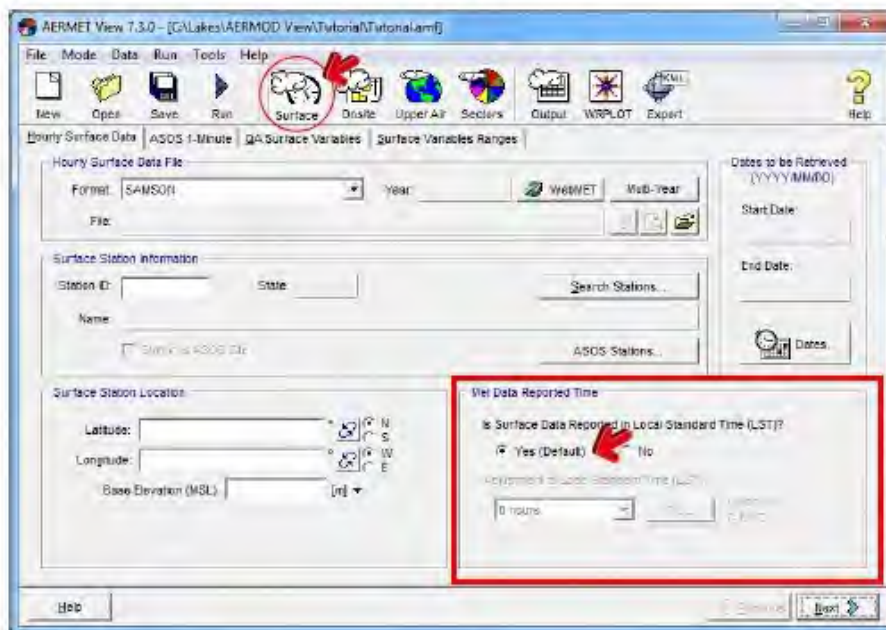 AERMET View 7.3.0 - [C:\Lakes\AERMOD View\Tutorial\Tutorial.amf]
File Mode Data Run Tools Help
New Open Save Run Surface Onsite Upper Air Sectors Output WRPLOT Export Help
Hourly Surface Data ASOS 1-Minute QA Surface Variables Surface Variables Ranges
Hourly Surface Data File
Format: SAMSON Year: WebMET Multi-Year
File:
Dates to be Retrieved
(YYYY/MM/DD)
Start Date:
End Date:
Dates...
Surface Station Information
Station ID: State: Search Stations...
Name:
Station is ASOS Site ASOS Stations...
Surface Station Location
Latitude: ° N
S
Longitude: ° W
E
Base Elevation (MSL): [m]
Met Data Reported Time
Is Surface Data Reported in Local Standard Time (LST)?
Yes (Default) No
Adjustment to Local Standard Time (LST):
0 hours
Help Previous Next